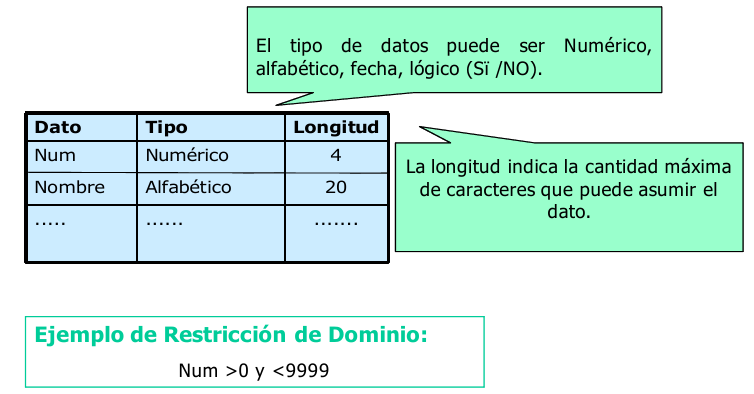 El tipo de datos puede ser Numérico,
alfabético, fecha, lógico (Sï /NO).
Dato Tipo Longitud
Num Numérico 4
Nombre Alfabético 20
..... ...... .......
La longitud indica la cantidad máxima
de caracteres que puede asumir el
dato.
Ejemplo de Restricción de Dominio:
Num >0 y <9999